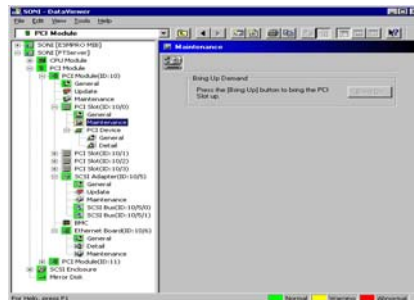 SONI - DataViewer
File Edit View Tools Help
PCI Module
SONI [ESMPRO MIB]
SONI [FTServer]
CPU Module
PCI Module
PCI Module(ID:10)
General
Update
Maintenance
PCI Slot(ID:10/0)
General
Maintenance
PCI Device
General
Detail
PCI Slot(ID:10/1)
PCI Slot(ID:10/2)
PCI Slot(ID:10/3)
SCSI Adapter(ID:10/5)
General
Update
Maintenance
SCSI Bus(ID:10/5/0)
SCSI Bus(ID:10/5/1)
BMC
Ethernet Board(ID:10/6)
General
Detail
Maintenance
PCI Module(ID:11)
SCSI Enclosure
Mirror Disk
Maintenance
Bring Up Demand
Press the [Bring Up] button to bring the PCI
Slot up.
For Help, press F1
Normal Warning Abnormal